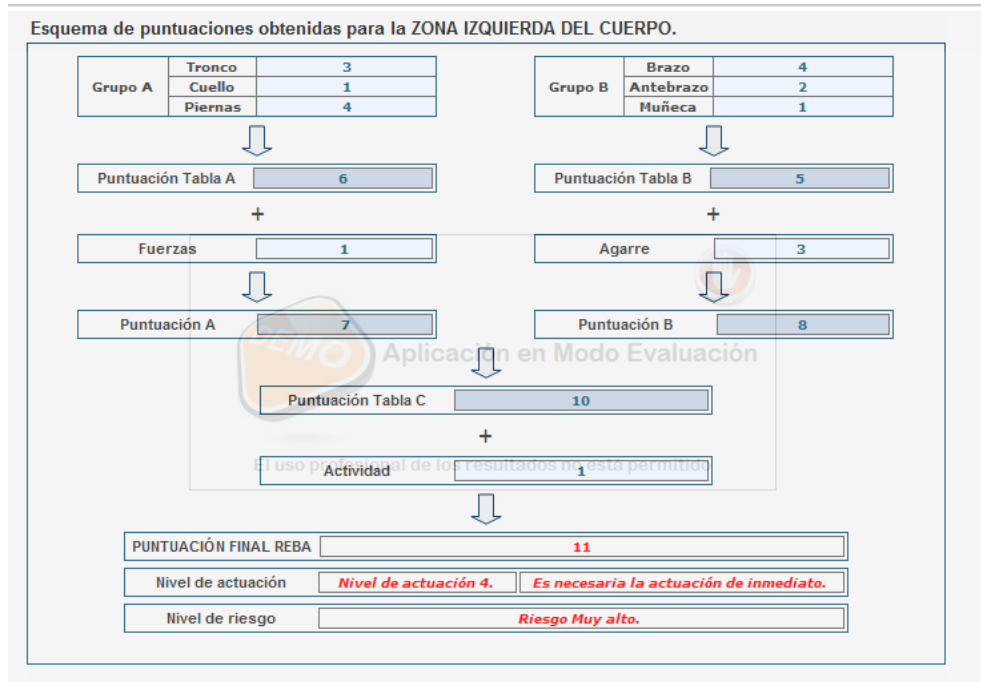 Esquema de puntuaciones obtenidas para la ZONA IZQUIERDA DEL CUERPO.
Grupo A
Tronco 3
Cuello 1
Piernas 4
Grupo B
Brazo 4
Antebrazo 2
Muñeca 1
Puntuación Tabla A 6
Puntuación Tabla B 5
+
+
Fuerzas 1
Agarre 3
Puntuación A 7
Puntuación B 8
DEMO
Aplicación en Modo Evaluación
Puntuación Tabla C 10
+
El uso profesional de los resultados no está permitido
Actividad 1
PUNTUACIÓN FINAL REBA 11
Nivel de actuación Nivel de actuación 4. Es necesaria la actuación de inmediato.
Nivel de riesgo Riesgo Muy alto.